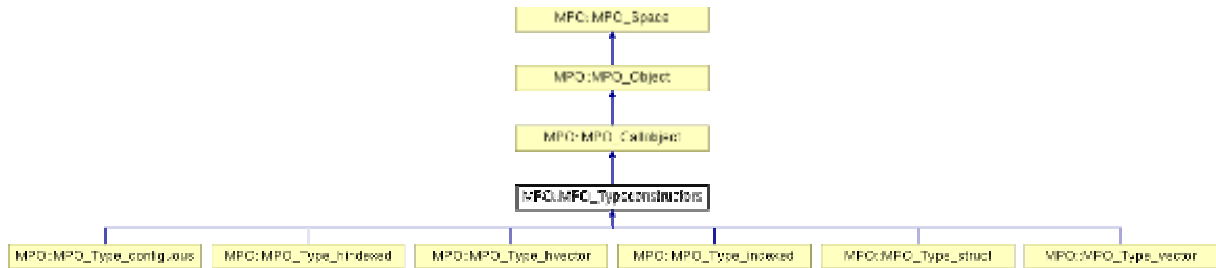 MPO::MPO_Space
MPO::MPO_Object
MPO::MPO_Callobject
MPO::MPO_Typeconstructors
MPO::MPO_Type_contiguous
MPO::MPO_Type_hindexed
MPO::MPO_Type_hvector
MPO::MPO_Type_indexed
MPO::MPO_Type_struct
MPO::MPO_Type_vector